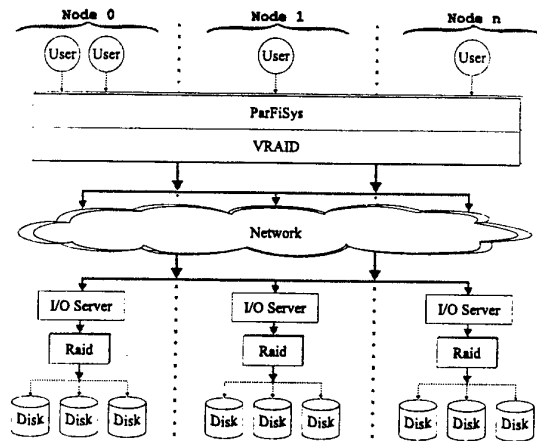 Node 0 Node 1 Node n
User User User User
ParFiSys
VRAID
Network
I/O Server I/O Server I/O Server
Raid Raid Raid
Disk Disk Disk Disk Disk Disk Disk Disk Disk